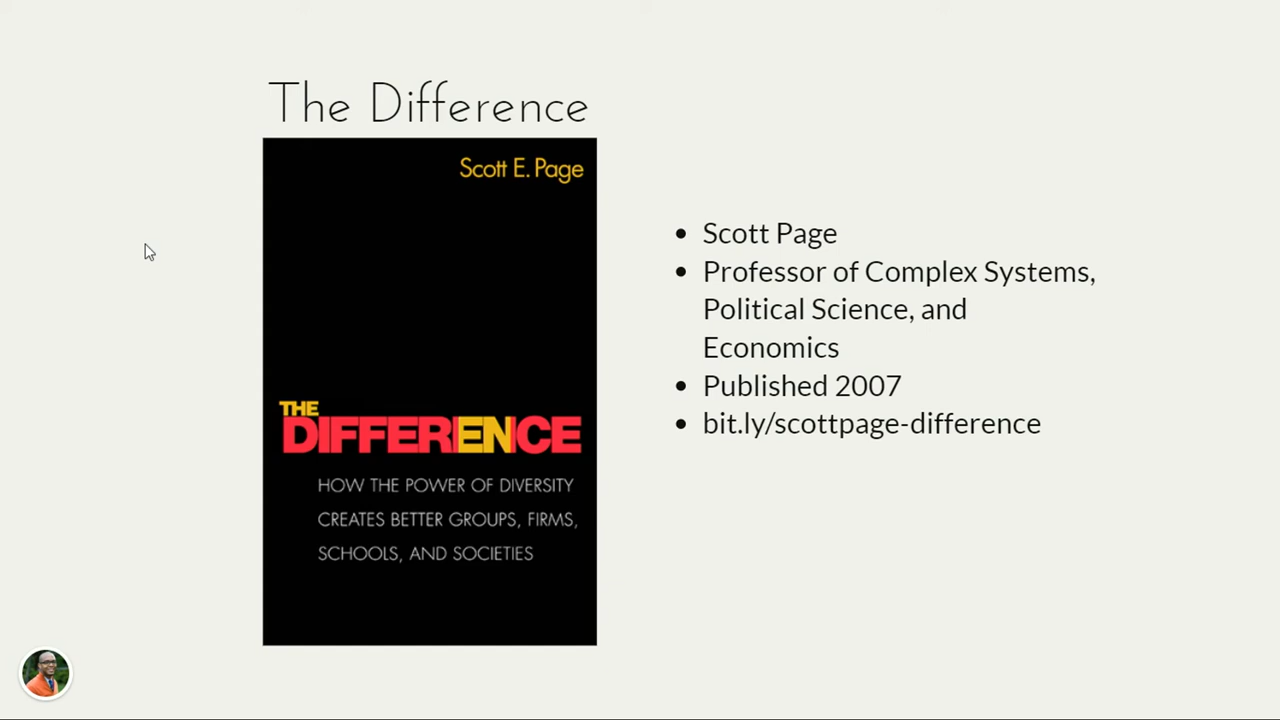 The Difference
Scott E. Page
THE
DIFFERENCE
HOW THE POWER OF DIVERSITY
CREATES BETTER GROUPS, FIRMS,
SCHOOLS, AND SOCIETIES
• Scott Page
• Professor of Complex Systems,
Political Science, and
Economics
• Published 2007
• bit.ly/scottpage-difference